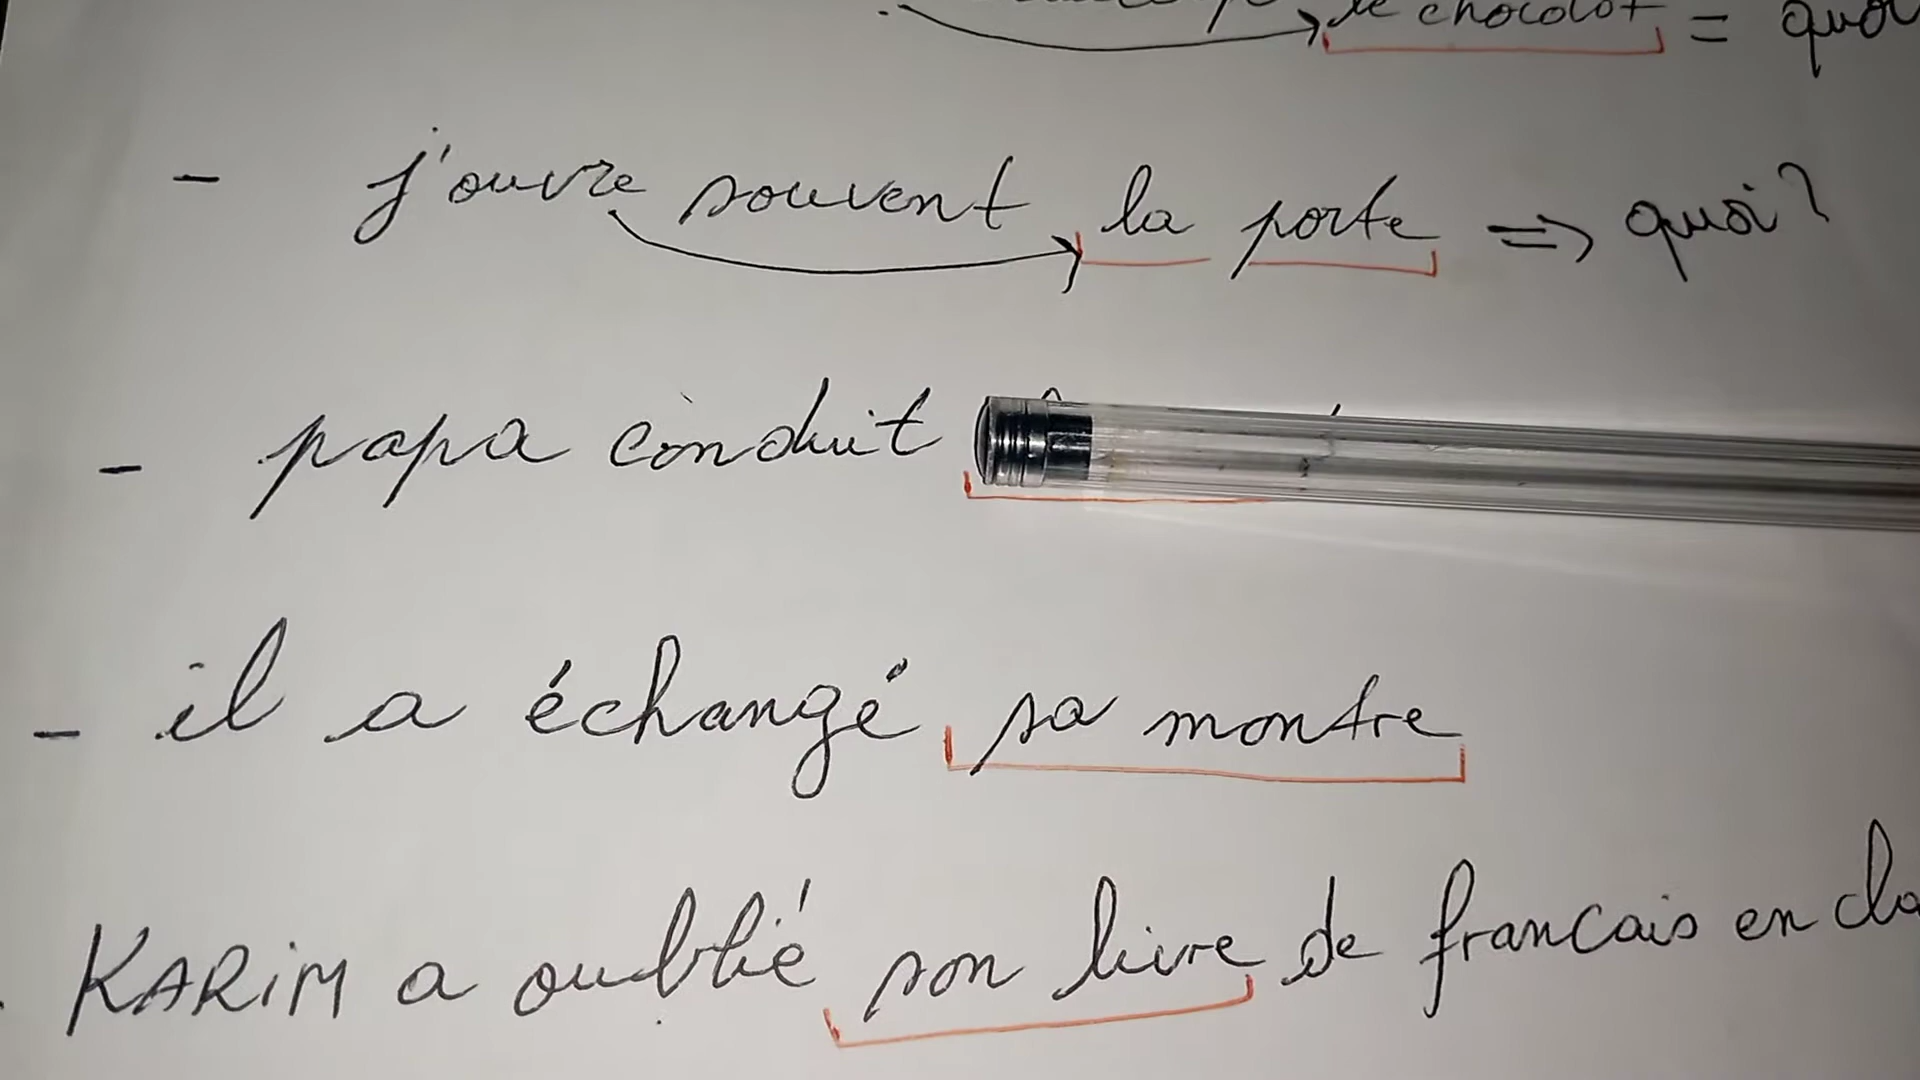 le chocolat = quoi
- j'ouvre souvent la porte => quoi?
- papa conduit
- il a échangé sa montre
KARiM a oublié son livre de francais en